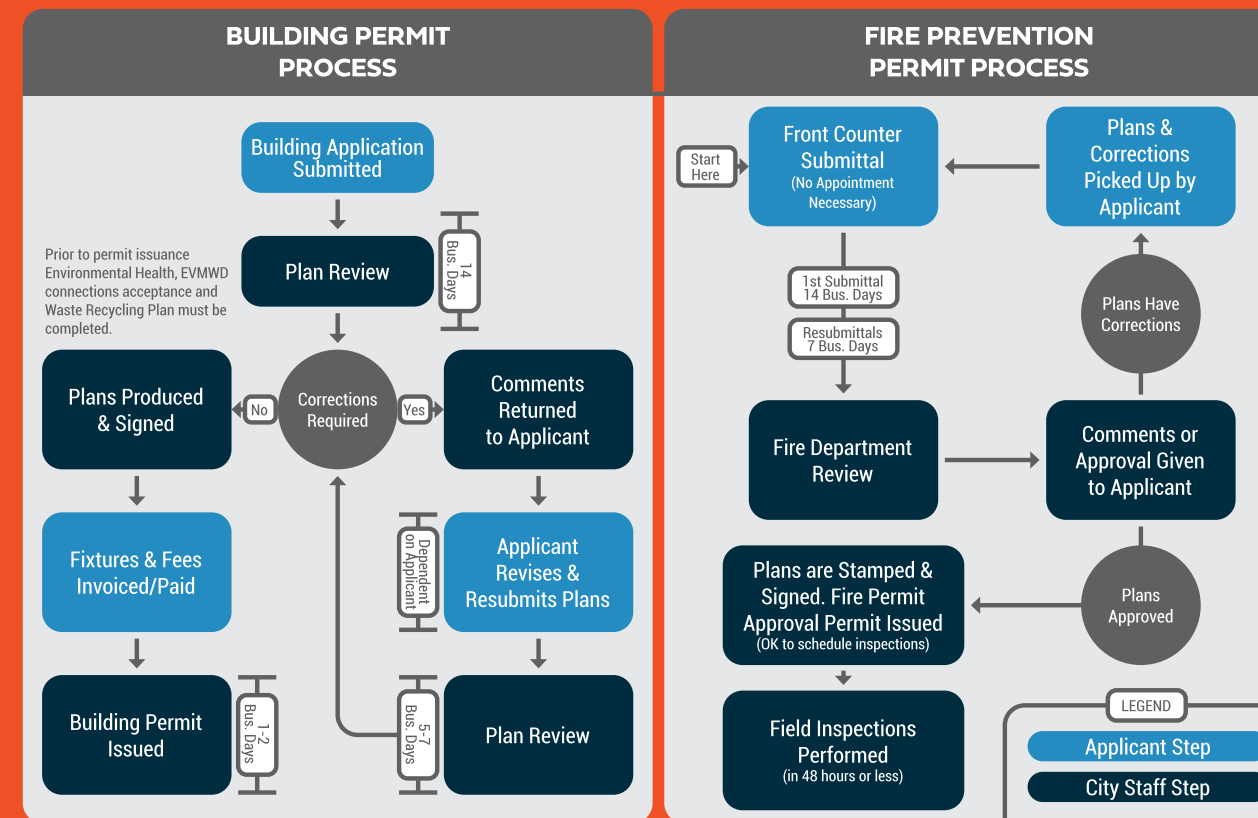 BUILDING PERMIT
PROCESS
Building Application
Submitted
Plan Review
14
Bus. Days
Prior to permit issuance
Environmental Health, EVMWD
connections acceptance and
Waste Recycling Plan must be
completed.
Plans Produced
& Signed
No
Corrections
Required
Yes
Comments
Returned
to Applicant
Fixtures & Fees
Invoiced/Paid
Dependent
on Applicant
Applicant
Revises &
Resubmits Plans
Building Permit
Issued
1-2
Bus. Days
5-7
Bus. Days
Plan Review
FIRE PREVENTION
PERMIT PROCESS
Start
Here
Front Counter
Submittal
(No Appointment
Necessary)
Plans &
Corrections
Picked Up by
Applicant
1st Submittal
14 Bus. Days
Resubmittals
7 Bus. Days
Plans Have
Corrections
Fire Department
Review
Comments or
Approval Given
to Applicant
Plans are Stamped &
Signed. Fire Permit
Approval Permit Issued
(OK to schedule inspections)
Plans
Approved
Field Inspections
Performed
(in 48 hours or less)
LEGEND
Applicant Step
City Staff Step